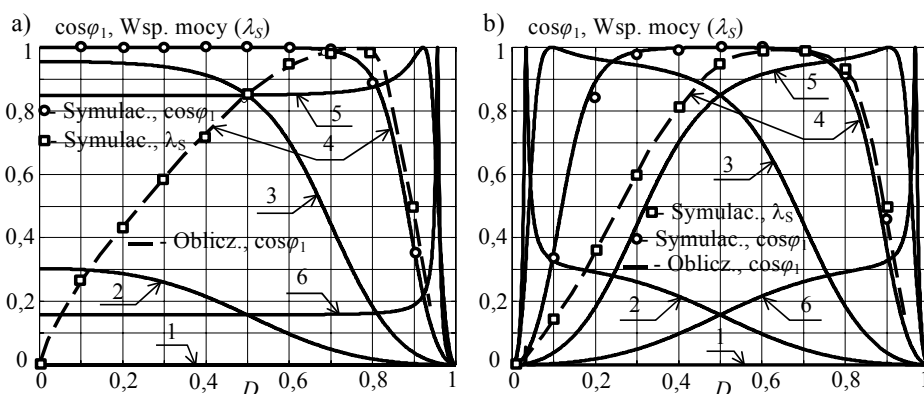 a) cosφ₁, Wsp. mocy (λS)
1
0,8
0,6
0,4
0,2
0
0 0,2 0,4 0,6 0,8 1
D
- Symulac., cosφ₁
- Symulac., λS
- Oblicz., cosφ₁
5
4
3
2
6
1
b) cosφ₁, Wsp. mocy (λS)
1
0,8
0,6
0,4
0,2
0
0 0,2 0,4 0,6 0,8 1
D
5
4
3
- Symulac., λS
- Symulac., cosφ₁
- Oblicz., cosφ₁
2
6
1